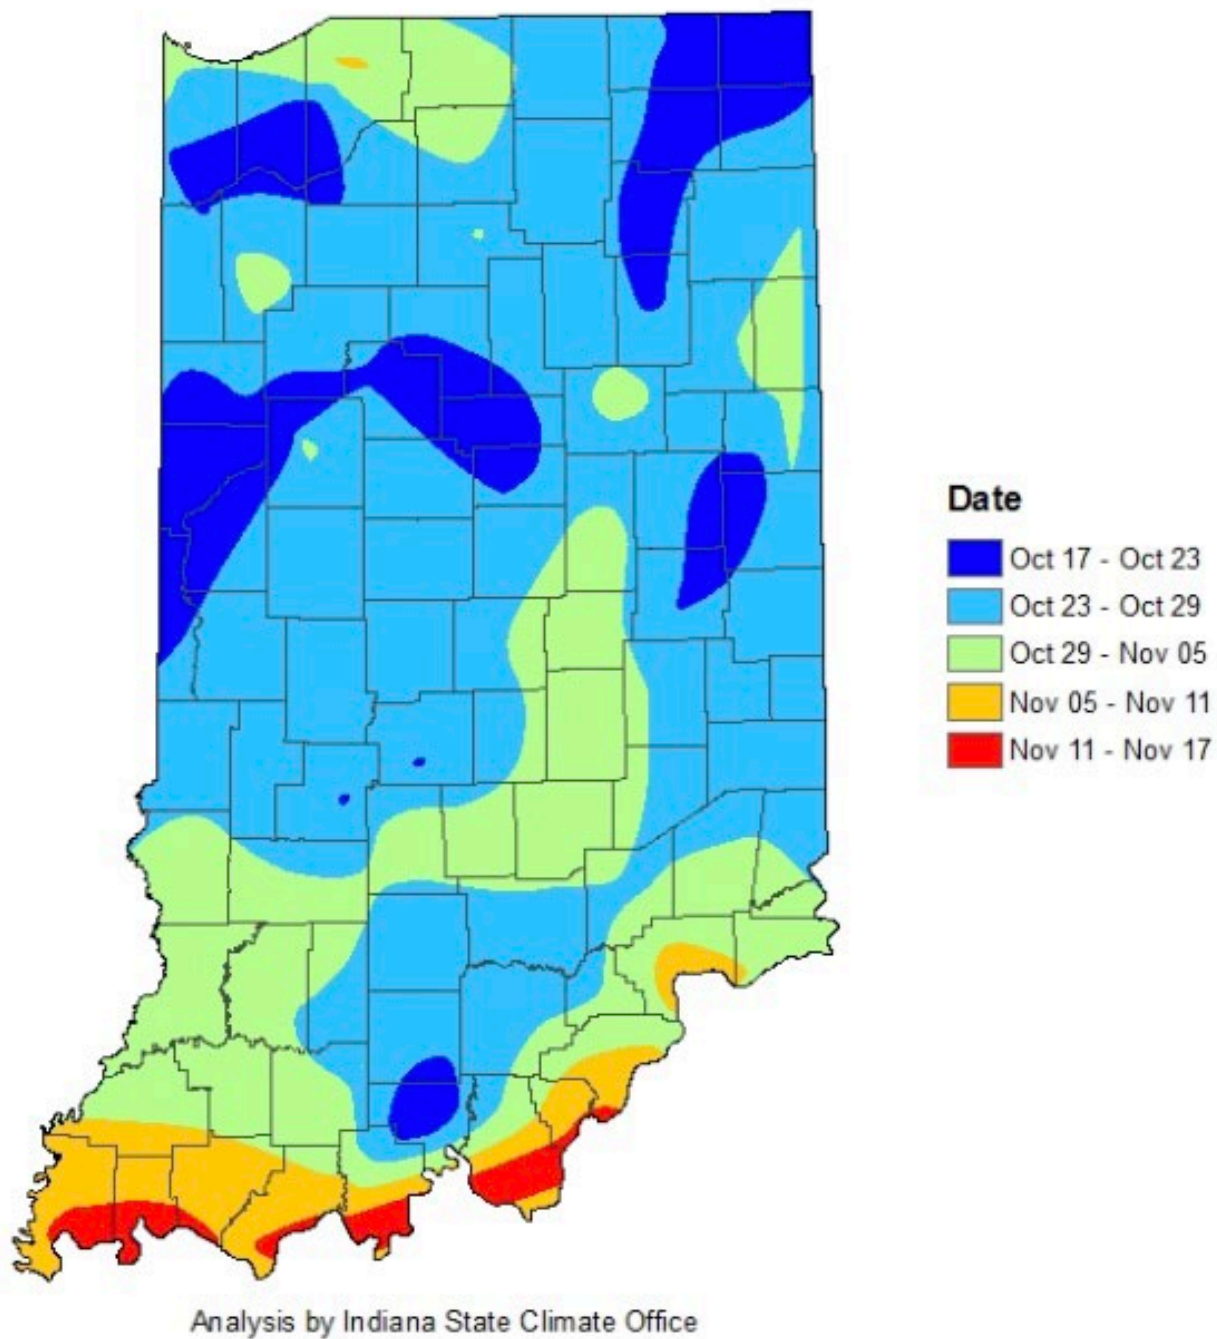 Date
Oct 17 - Oct 23
Oct 23 - Oct 29
Oct 29 - Nov 05
Nov 05 - Nov 11
Nov 11 - Nov 17
Analysis by Indiana State Climate Office